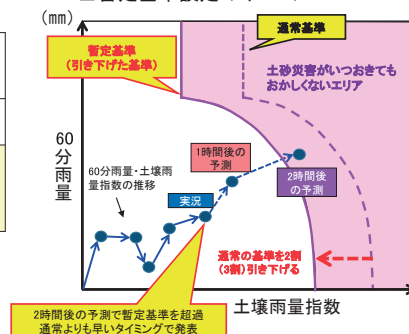 (mm)
通常基準
暫定基準
(引き下げた基準)
土砂災害がいつおきても
おかしくないエリア
60分雨量
1時間後の
予測
60分雨量・土壌雨
量指数の推移
2時間後
の予測
実況
通常の基準を2割
(3割)引き下げる
土壌雨量指数
2時間後の予測で暫定基準を超過
通常よりも早いタイミングで発表